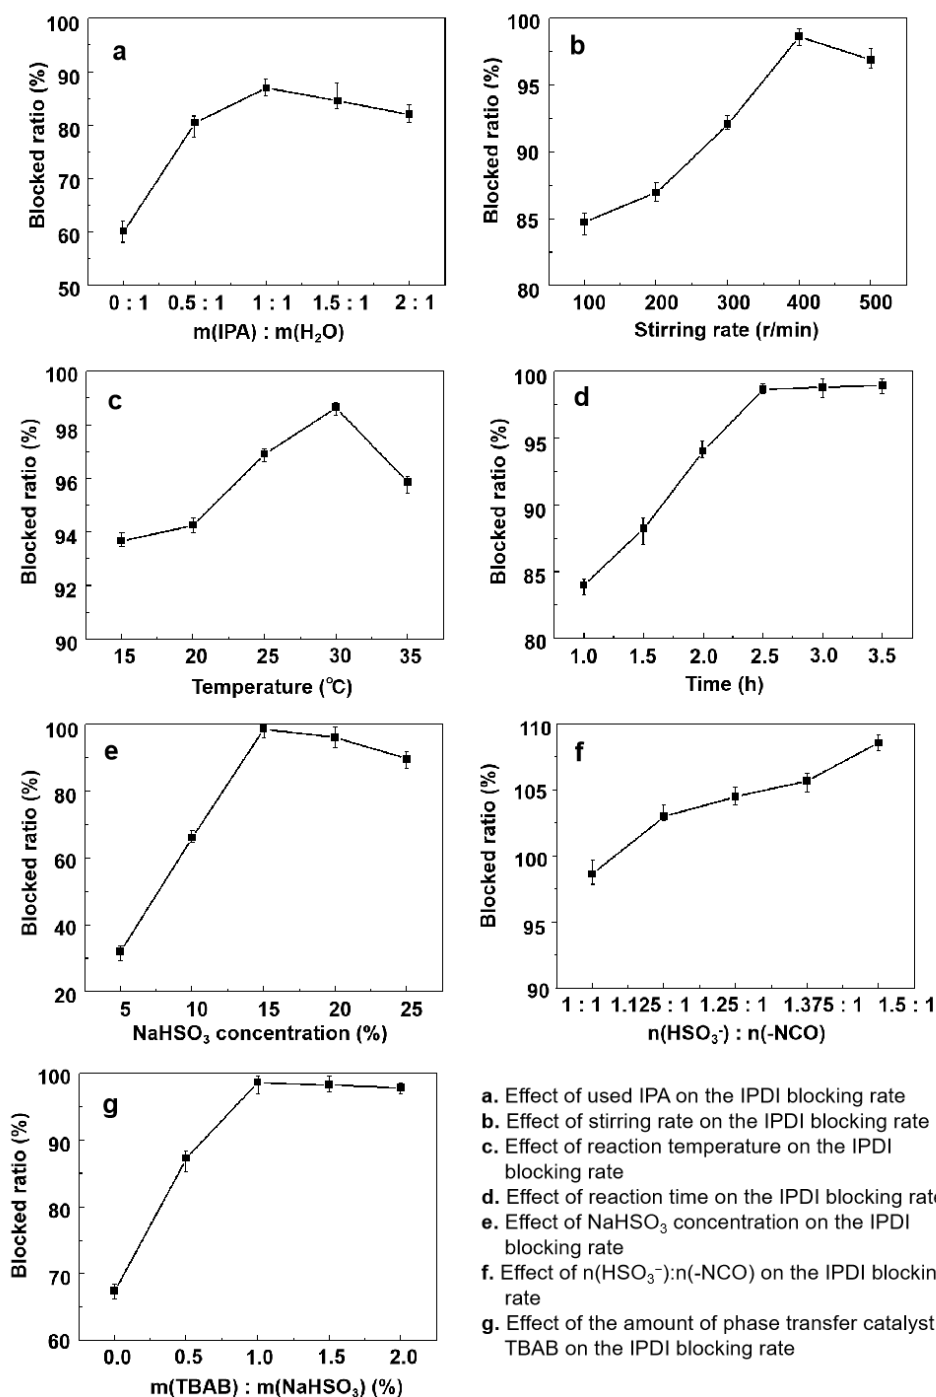 a
Blocked ratio (%)
100
90
80
70
60
50
0 : 1 0.5 : 1 1 : 1 1.5 : 1 2 : 1
m(IPA) : m(H₂O)
b
Blocked ratio (%)
100
95
90
85
80
100 200 300 400 500
Stirring rate (r/min)
c
Blocked ratio (%)
100
98
96
94
92
90
15 20 25 30 35
Temperature (°C)
d
Blocked ratio (%)
100
95
90
85
80
1.0 1.5 2.0 2.5 3.0 3.5
Time (h)
e
Blocked ratio (%)
100
80
60
40
20
5 10 15 20 25
NaHSO₃ concentration (%)
f
Blocked ratio (%)
110
105
100
95
90
1 : 1 1.125 : 1 1.25 : 1 1.375 : 1 1.5 : 1
n(HSO₃⁻) : n(-NCO)
g
Blocked ratio (%)
100
90
80
70
60
0.0 0.5 1.0 1.5 2.0
m(TBAB) : m(NaHSO₃) (%)
a. Effect of used IPA on the IPDI blocking rate
b. Effect of stirring rate on the IPDI blocking rate
c. Effect of reaction temperature on the IPDI
blocking rate
d. Effect of reaction time on the IPDI blocking rate
e. Effect of NaHSO₃ concentration on the IPDI
blocking rate
f. Effect of n(HSO₃⁻):n(-NCO) on the IPDI blockin
rate
g. Effect of the amount of phase transfer catalyst
TBAB on the IPDI blocking rate